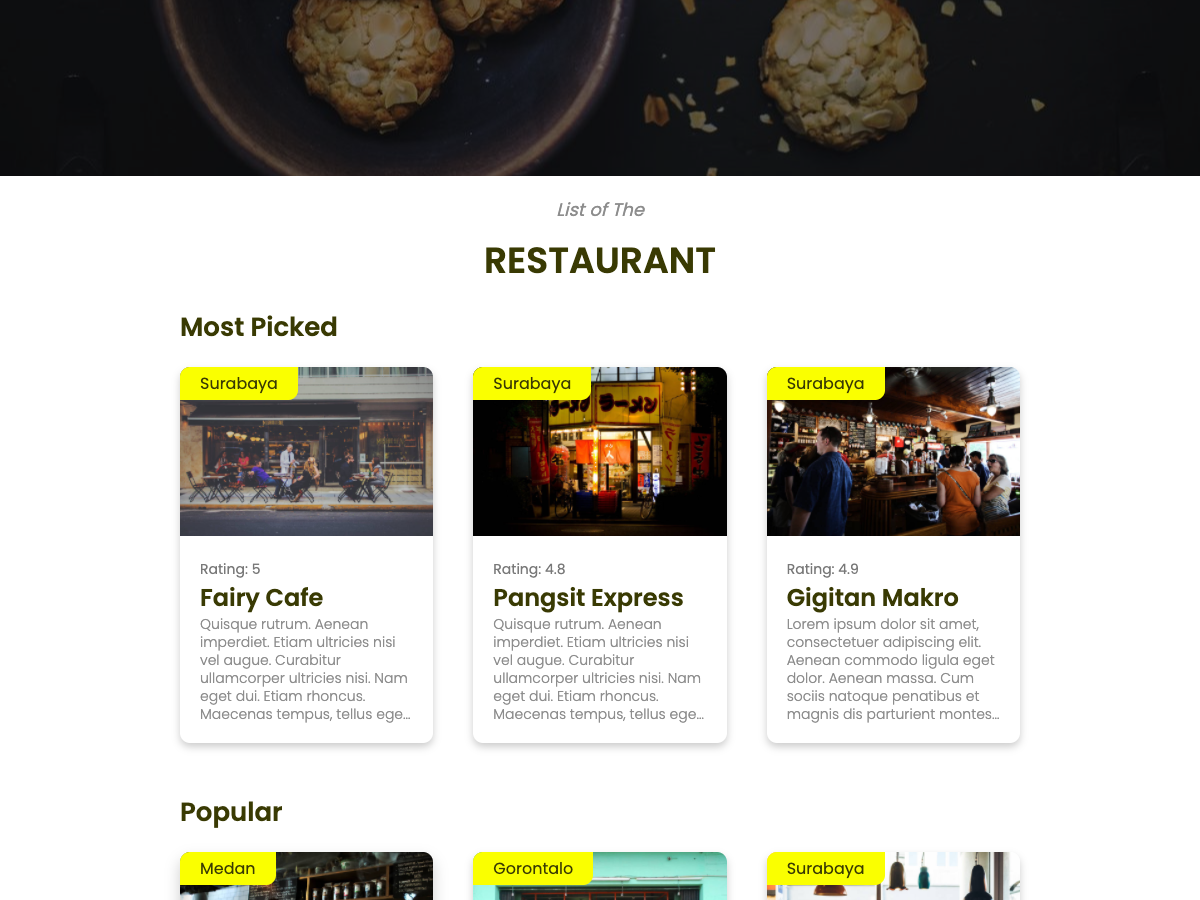 List of The
RESTAURANT
Most Picked
Surabaya
ラーメン
Rating: 5
Fairy Cafe
Quisque rutrum. Aenean
imperdiet. Etiam ultricies nisi
vel augue. Curabitur
ullamcorper ultricies nisi. Nam
eget dui. Etiam rhoncus.
Maecenas tempus, tellus ege…
Surabaya
Rating: 4.8
Pangsit Express
Quisque rutrum. Aenean
imperdiet. Etiam ultricies nisi
vel augue. Curabitur
ullamcorper ultricies nisi. Nam
eget dui. Etiam rhoncus.
Maecenas tempus, tellus ege…
Surabaya
Rating: 4.9
Gigitan Makro
Lorem ipsum dolor sit amet,
consectetuer adipiscing elit.
Aenean commodo ligula eget
dolor. Aenean massa. Cum
sociis natoque penatibus et
magnis dis parturient montes…
Popular
Medan
Gorontalo
Surabaya